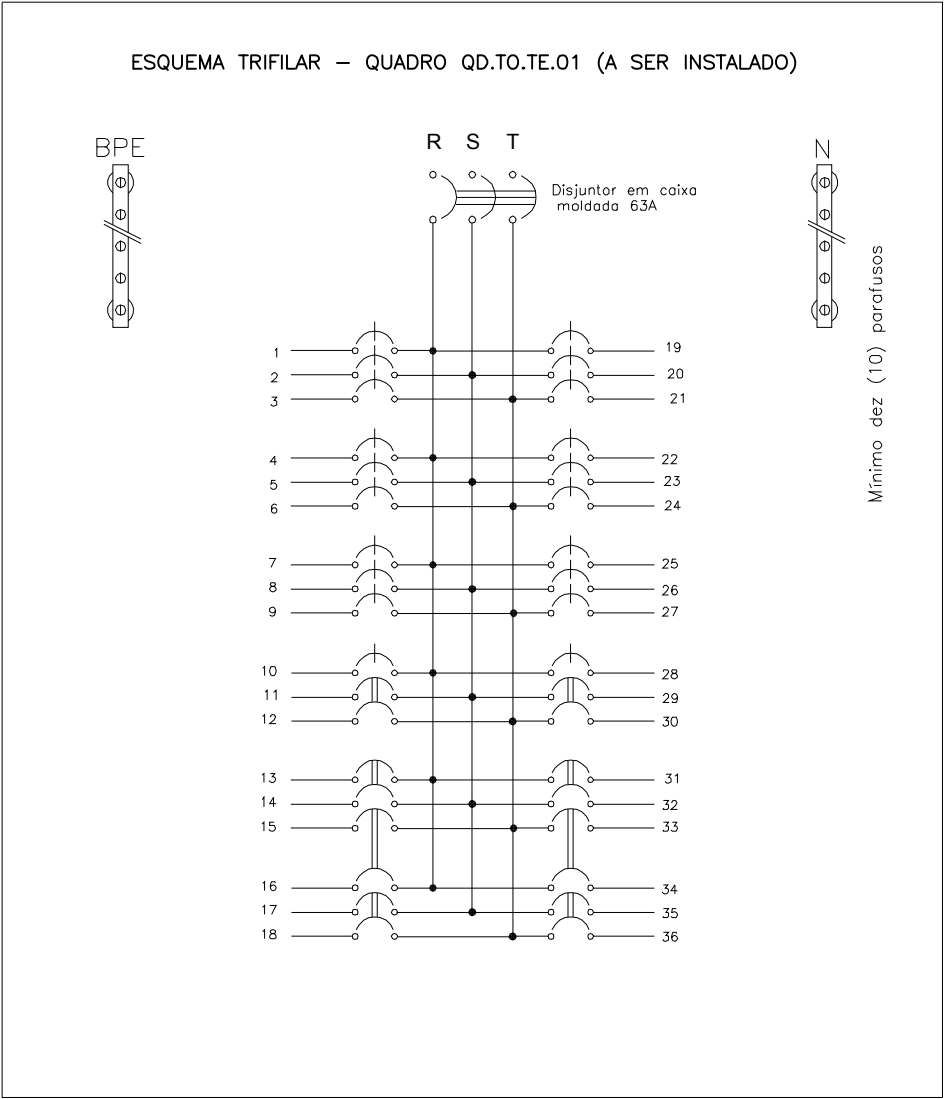 ESQUEMA TRIFILAR – QUADRO QD.TO.TE.01 (A SER INSTALADO)
BPE
R S T
N
Disjuntor em caixa
moldada 63A
Mínimo dez (10) parafusos
1 19
2 20
3 21
4 22
5 23
6 24
7 25
8 26
9 27
10 28
11 29
12 30
13 31
14 32
15 33
16 34
17 35
18 36